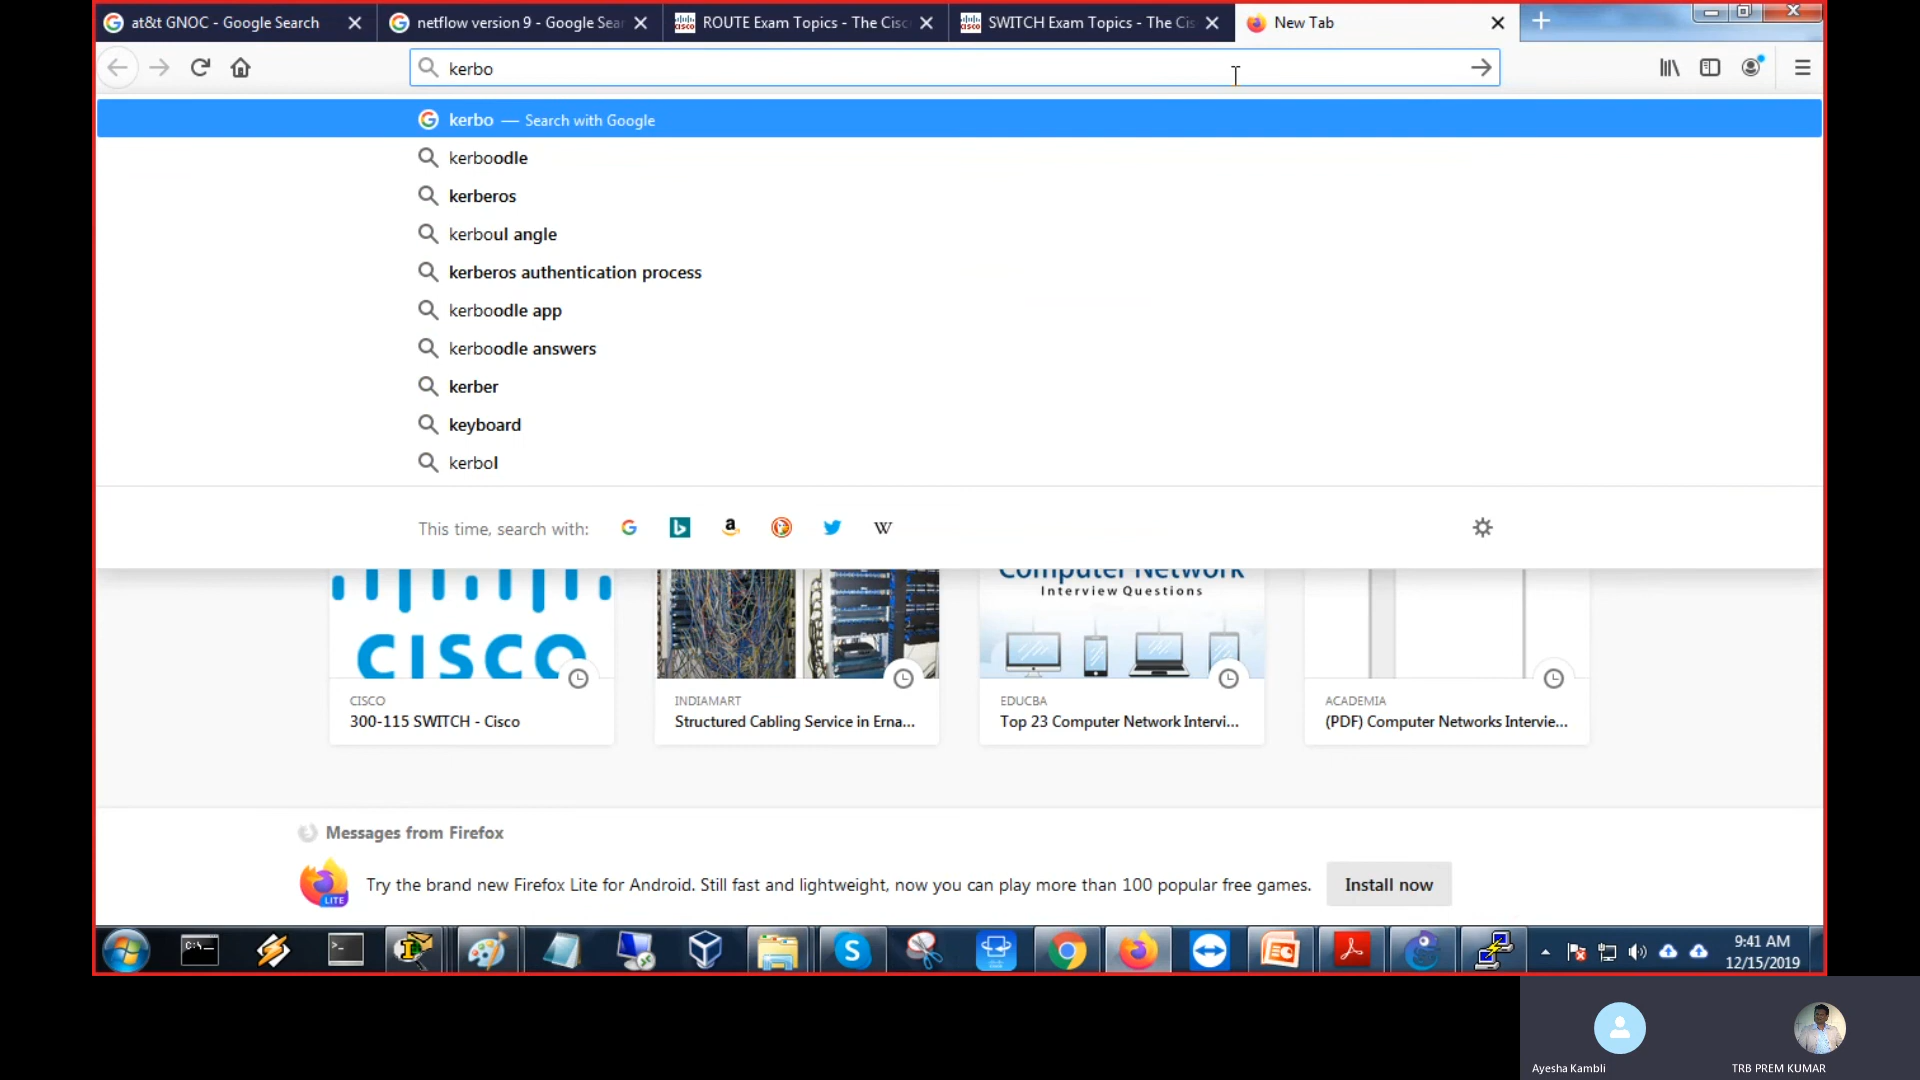 at&t GNOC - Google Search
netflow version 9 - Google Sear
ROUTE Exam Topics - The Cisc
SWITCH Exam Topics - The Cis
New Tab
kerbo
kerbo — Search with Google
kerboodle
kerberos
kerboul angle
kerberos authentication process
kerboodle app
kerboodle answers
kerber
keyboard
kerbol
This time, search with:
CISCO
Computer Network
Interview Questions
CISCO
300-115 SWITCH - Cisco
INDIAMART
Structured Cabling Service in Erna...
EDUCBA
Top 23 Computer Network Intervi...
ACADEMIA
(PDF) Computer Networks Intervie...
Messages from Firefox
LITE
Try the brand new Firefox Lite for Android. Still fast and lightweight, now you can play more than 100 popular free games.
Install now
9:41 AM
12/15/2019
Ayesha Kambli
TRB PREM KUMAR